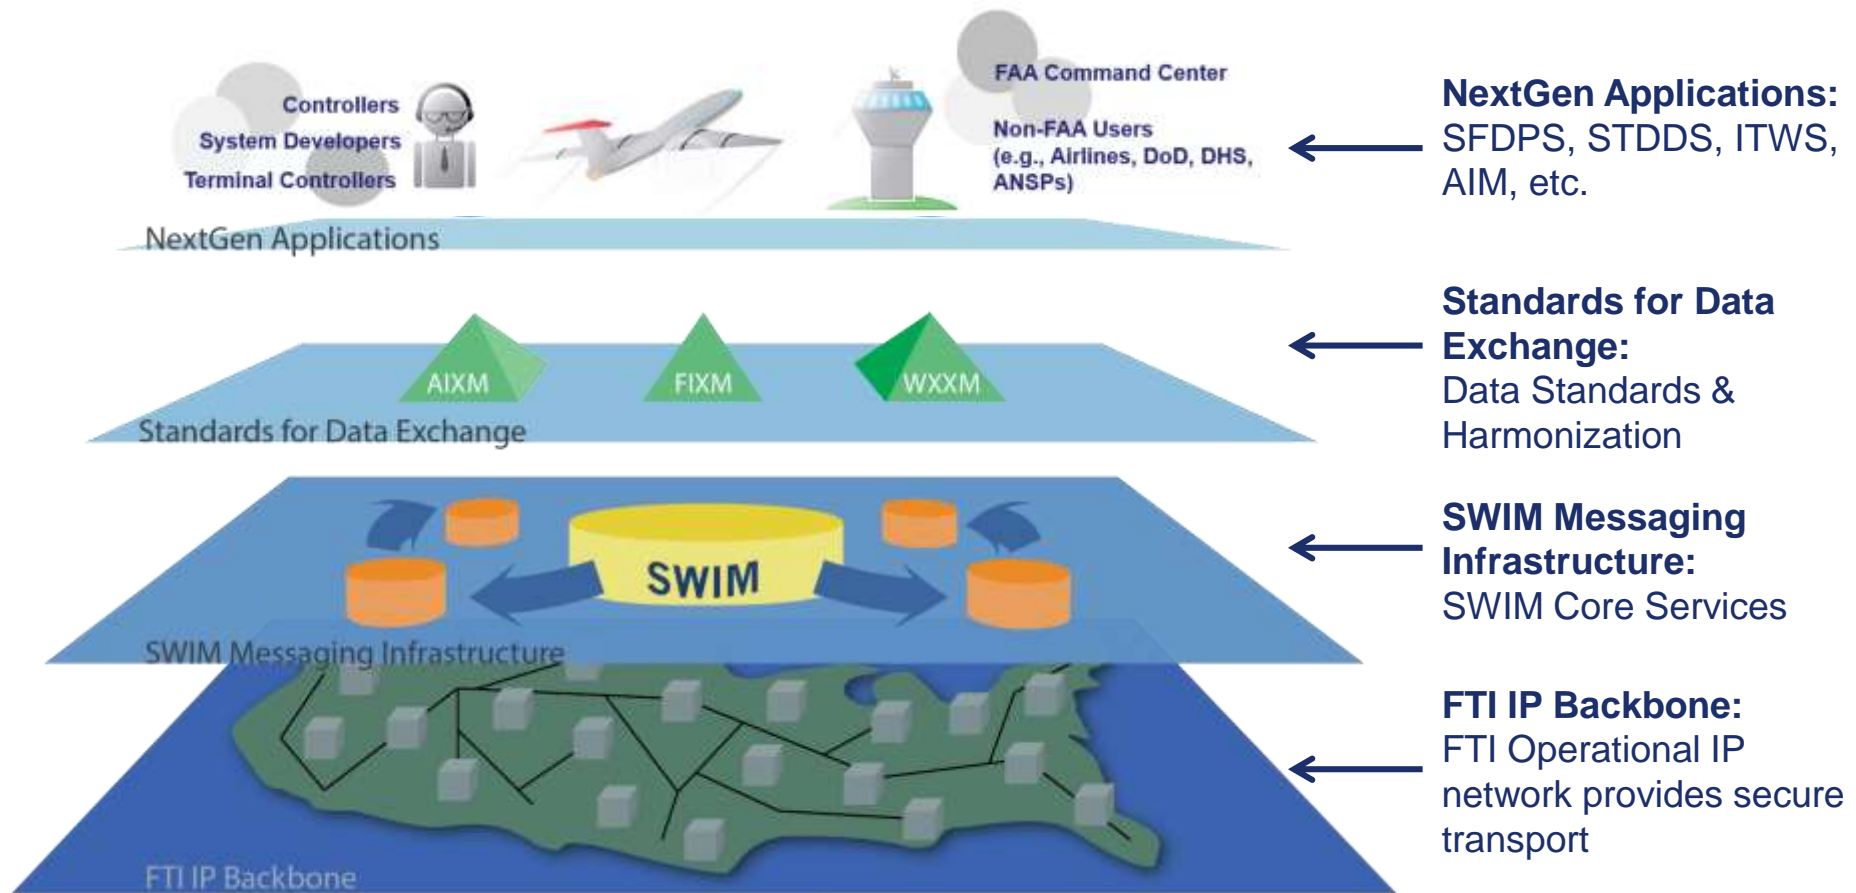 Controllers
System Developers
Terminal Controllers
FAA Command Center
Non-FAA Users
(e.g., Airlines, DoD, DHS,
ANSPs)
NextGen Applications
NextGen Applications:
SFDPS, STDDS, ITWS,
AIM, etc.
AIXM
FIXM
WXXM
Standards for Data Exchange
Standards for Data
Exchange:
Data Standards &
Harmonization
SWIM
SWIM Messaging Infrastructure
SWIM Messaging
Infrastructure:
SWIM Core Services
FTI IP Backbone
FTI IP Backbone:
FTI Operational IP
network provides secure
transport